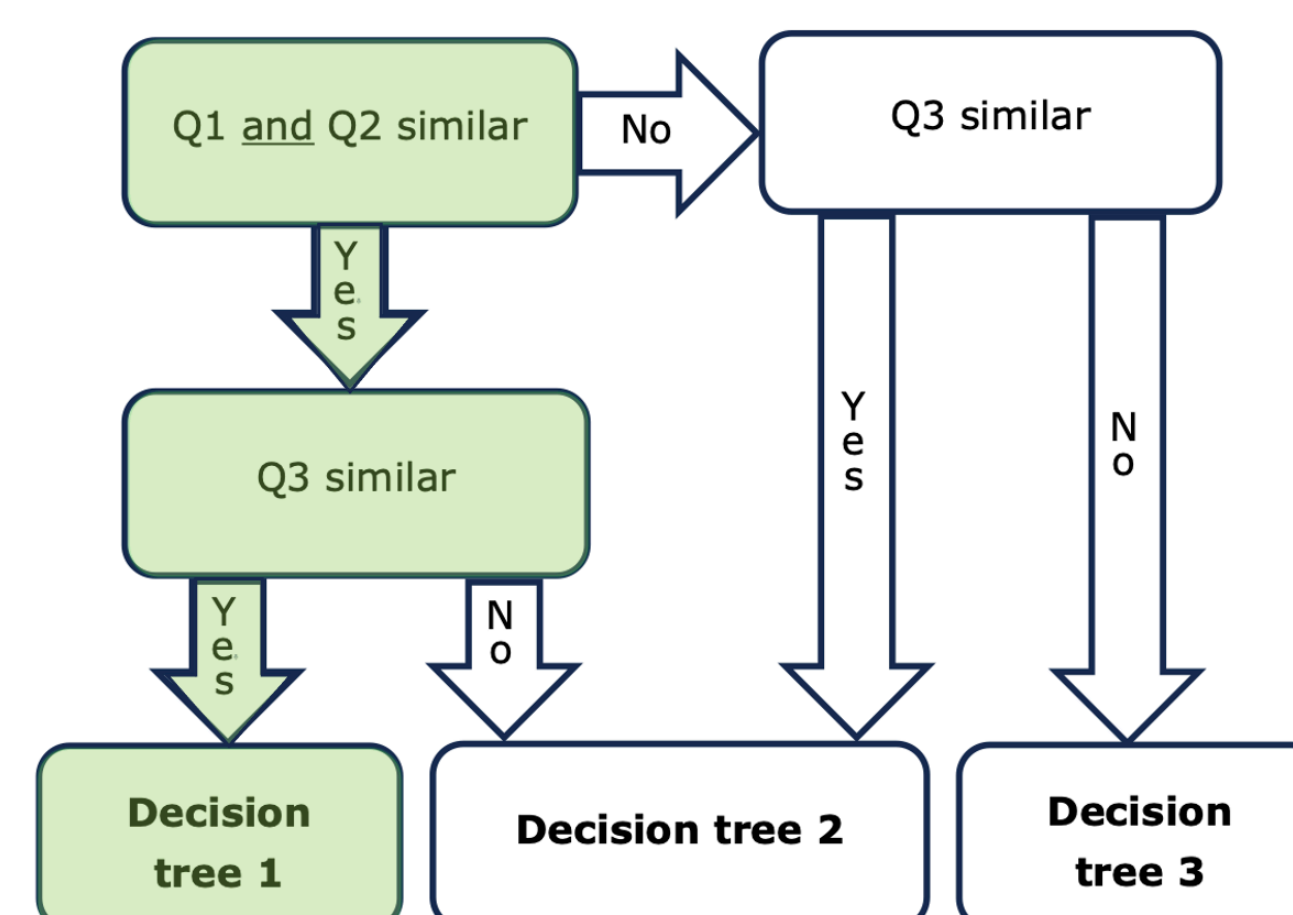 Q1 and Q2 similar
No
Q3 similar
Yes
Q3 similar
Yes
No
Yes
No
Decision
tree 1
Decision tree 2
Decision
tree 3